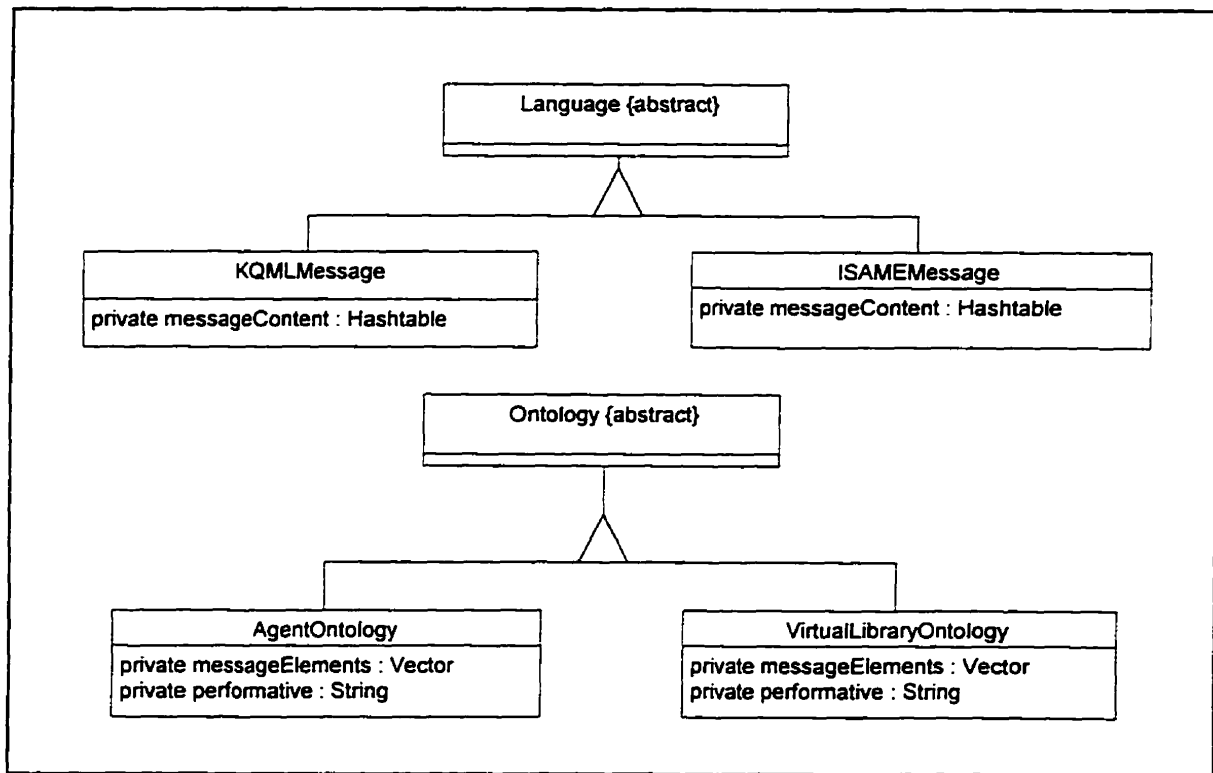 Language {abstract}
KQMLMessage
private messageContent : Hashtable
ISAMEMessage
private messageContent : Hashtable
Ontology {abstract}
AgentOntology
private messageElements : Vector
private performative : String
VirtualLibraryOntology
private messageElements : Vector
private performative : String